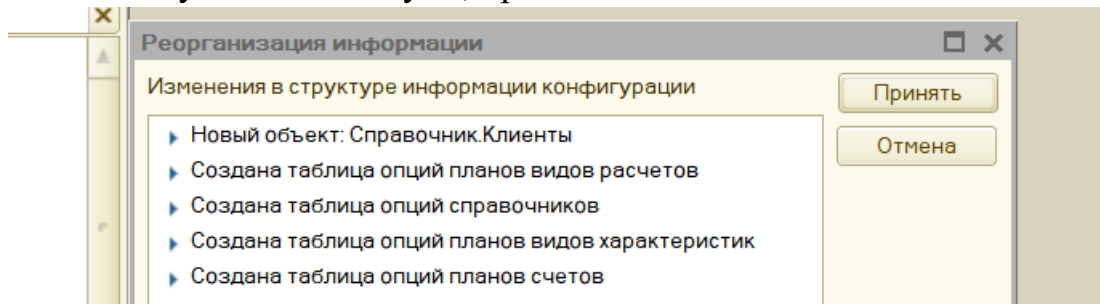 Реорганизация информации
Изменения в структуре информации конфигурации
Принять
Новый объект: Справочник.Клиенты
Отмена
Создана таблица опций планов видов расчетов
Создана таблица опций справочников
Создана таблица опций планов видов характеристик
Создана таблица опций планов счетов